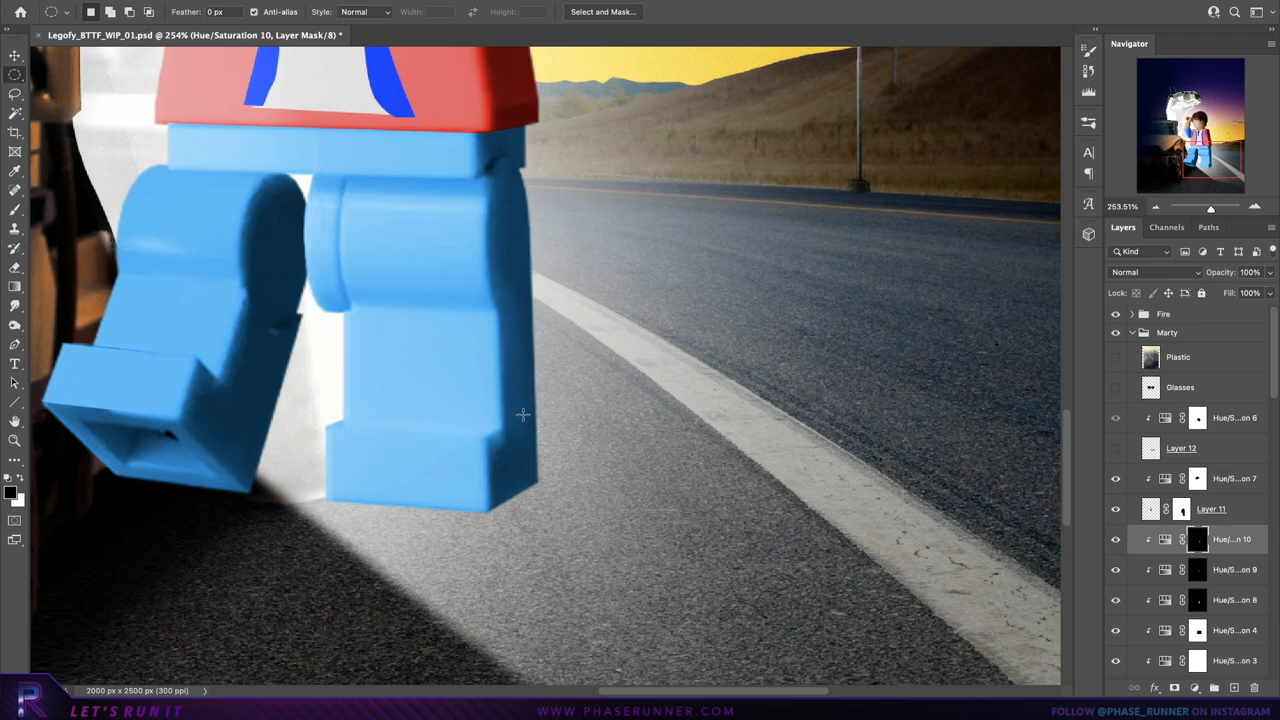 Feather: 0 px Anti-alias Style: Normal Width: Height: Select and Mask...
Legofy_BTTF_WIP_01.psd @ 254% (Hue/Saturation 10, Layer Mask/8) *
Navigator
253.51%
Layers Channels Paths
Kind
Normal Opacity: 100%
Lock: Fill: 100%
Fire
Marty
Plastic
Glasses
Hue/S...on 6
Layer 12
Hue/S...on 7
Layer 11
Hue/...n 10
Hue/S...on 9
Hue/S...on 8
Hue/S...on 4
Hue/S...on 3
2000 px x 2500 px (300 ppi)
LET'S RUN IT
WWW.PHASERUNNER.COM
FOLLOW @PHASE_RUNNER ON INSTAGRAM